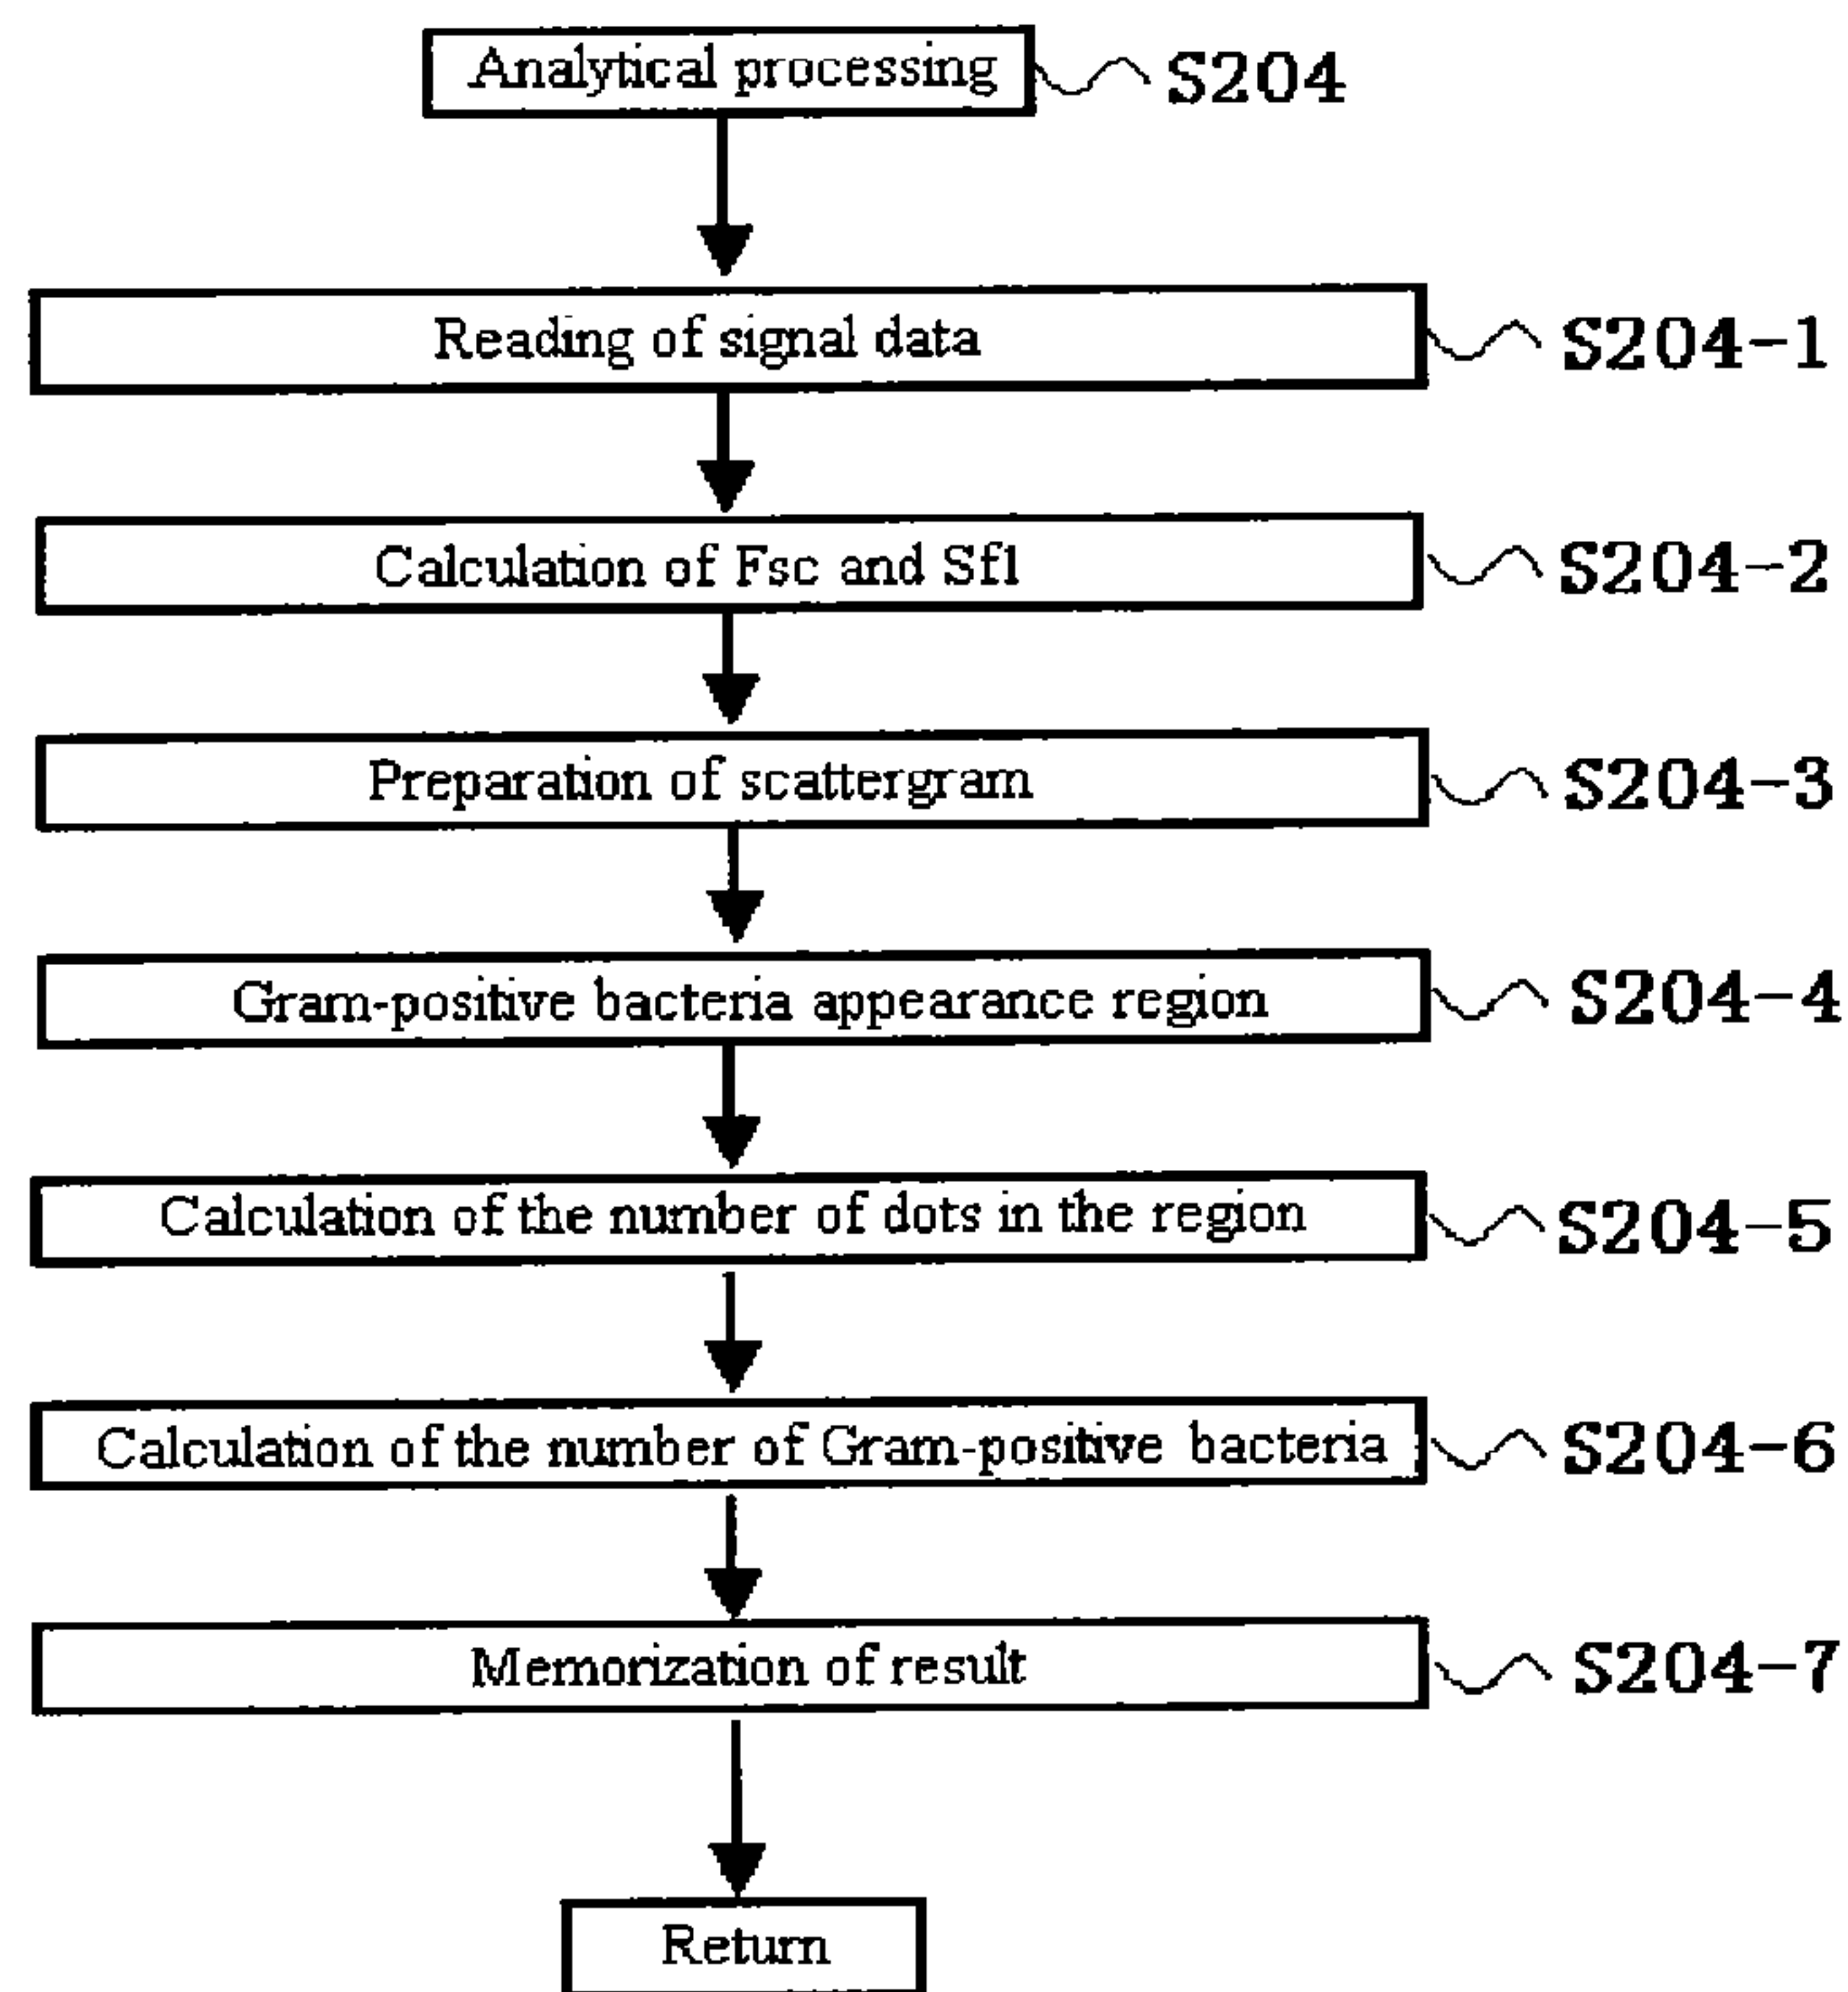 Analytical processing S204
Reading of signal data S204-1
Calculation of Fsc and Sf1 S204-2
Preparation of scattergram S204-3
Gram-positive bacteria appearance region S204-4
Calculation of the number of dots in the region S204-5
Calculation of the number of Gram-positive bacteria S204-6
Memorization of result S204-7
Return